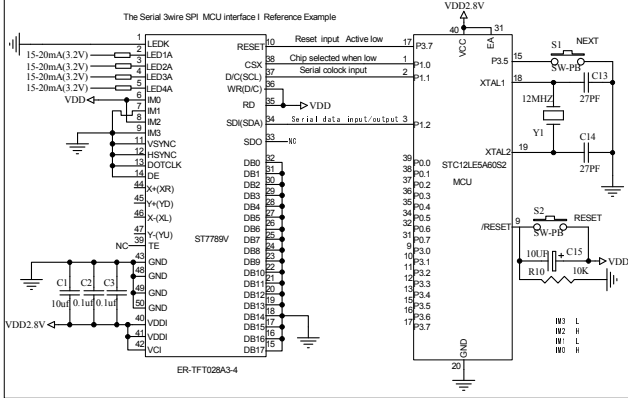 The Serial 3wire SPI MCU interface I Reference Example
VDD2.8V
1 LEDK
15-20mA(3.2V) 2 LED1A
15-20mA(3.2V) 3 LED2A
15-20mA(3.2V) 4 LED3A
15-20mA(3.2V) 5 LED4A
VDD 6 IM0
7 IM1
8 IM2
9 IM3
11 VSYNC
12 HSYNC
13 DOTCLK
14 DE
44 X+(XR)
45 Y+(YD)
46 X-(XL)
47 Y-(YU)
NC 39 TE
43 GND
48 GND
49 GND
50 GND
40 VDDI
41 VDDI
42 VCI
C1 C2 C3
10uf 0.1uf 0.1uf
VDD2.8V
ST7789V
ER-TFT028A3-4
RESET 10 Reset input Active low 17 P3.7
CSX 38 Chip selected when low 1 P1.0
D/C(SCL) 37 Serial colock input 2 P1.1
WR(D/C) 36
RD 35 VDD
SDI(SDA) 34 Serial data input/output 3 P1.2
SDO 33 NC
DB0 32
DB1 31
DB2 30
DB3 29
DB4 28
DB5 27
DB6 26
DB7 25
DB8 24
DB9 23
DB10 22
DB11 21
DB12 20
DB13 19
DB14 18
DB15 17
DB16 16
DB17 15
39 P0.0
38 P0.1
37 P0.2
36 P0.3
35 P0.4
34 P0.5
32 P0.6
31 P0.7
9 P3.0
10 P3.1
11 P3.2
12 P3.3
13 P3.4
15 P3.5
16 P3.6
17 P3.7
40 VCC
31 EA
STC12LE5A60S2
MCU
GND
20
P3.5 15 S1 NEXT
SW-PB
XTAL1 18
12MHZ
Y1
C13
27PF
XTAL2 19
C14
27PF
/RESET 9 S2 RESET
SW-PB
10UF + C15
VDD
R10 10K
IM3 L
IM2 H
IM1 L
IM0 H